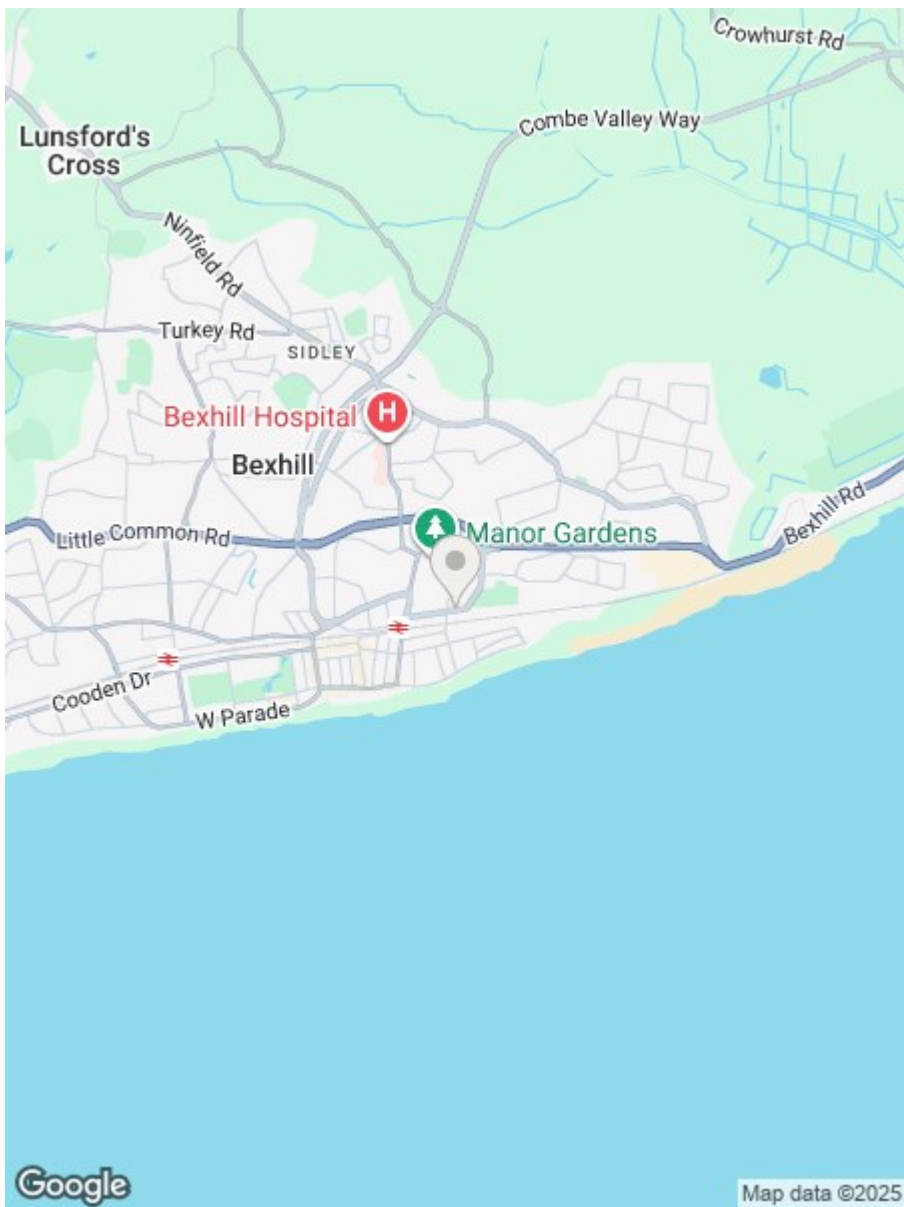 Crowhurst Rd
Combe Valley Way
Lunsford's
Cross
Ninfield Rd
Turkey Rd
SIDLEY
Bexhill Hospital
H
Bexhill
Bexhill Rd
Little Common Rd
Manor Gardens
Cooden Dr
W Parade
Google
Map data ©2025